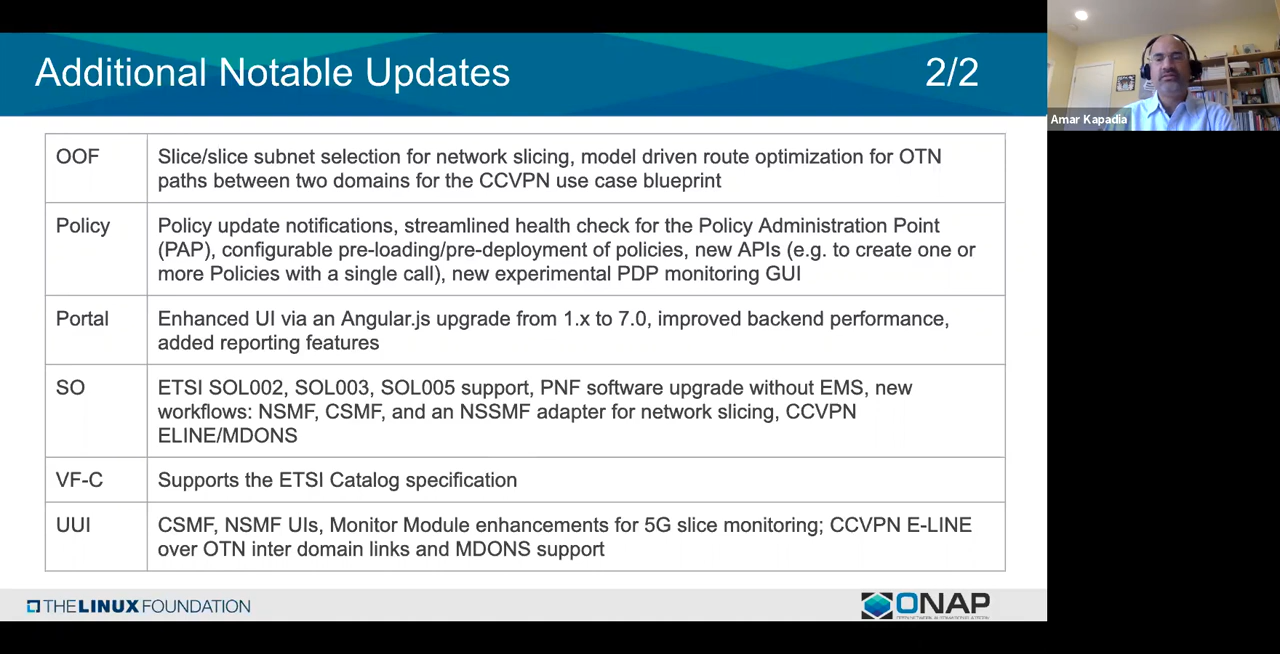 Additional Notable Updates 2/2
Amar Kapadia
OOF
Slice/slice subnet selection for network slicing, model driven route optimization for OTN
paths between two domains for the CCVPN use case blueprint
Policy
Policy update notifications, streamlined health check for the Policy Administration Point
(PAP), configurable pre-loading/pre-deployment of policies, new APIs (e.g. to create one or
more Policies with a single call), new experimental PDP monitoring GUI
Portal
Enhanced UI via an Angular.js upgrade from 1.x to 7.0, improved backend performance,
added reporting features
SO
ETSI SOL002, SOL003, SOL005 support, PNF software upgrade without EMS, new
workflows: NSMF, CSMF, and an NSSMF adapter for network slicing, CCVPN
ELINE/MDONS
VF-C
Supports the ETSI Catalog specification
UUI
CSMF, NSMF UIs, Monitor Module enhancements for 5G slice monitoring; CCVPN E-LINE
over OTN inter domain links and MDONS support
THE LINUX FOUNDATION
ONAP